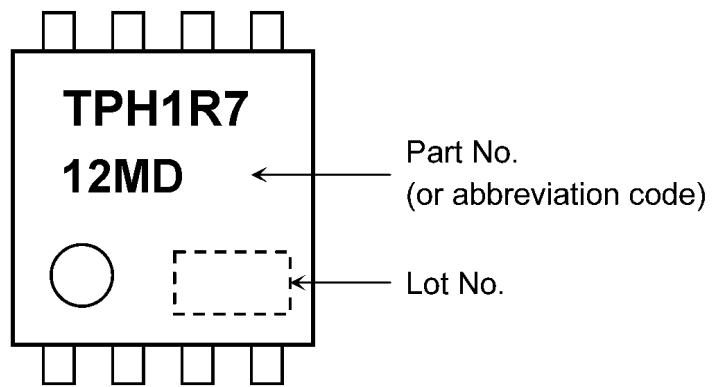 TPH1R7
12MD
Part No.
(or abbreviation code)
Lot No.